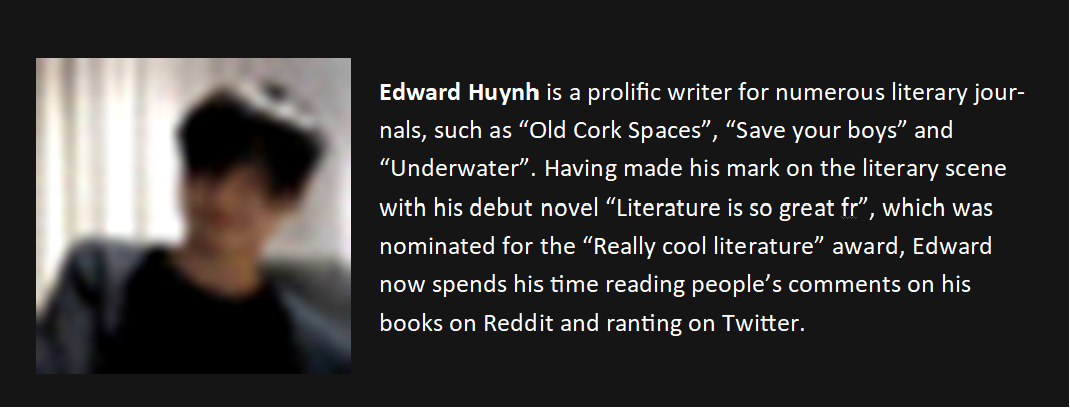 Edward Huynh is a prolific writer for numerous literary jour-
nals, such as “Old Cork Spaces”, “Save your boys” and
“Underwater”. Having made his mark on the literary scene
with his debut novel “Literature is so great fr”, which was
nominated for the “Really cool literature” award, Edward
now spends his time reading people’s comments on his
books on Reddit and ranting on Twitter.